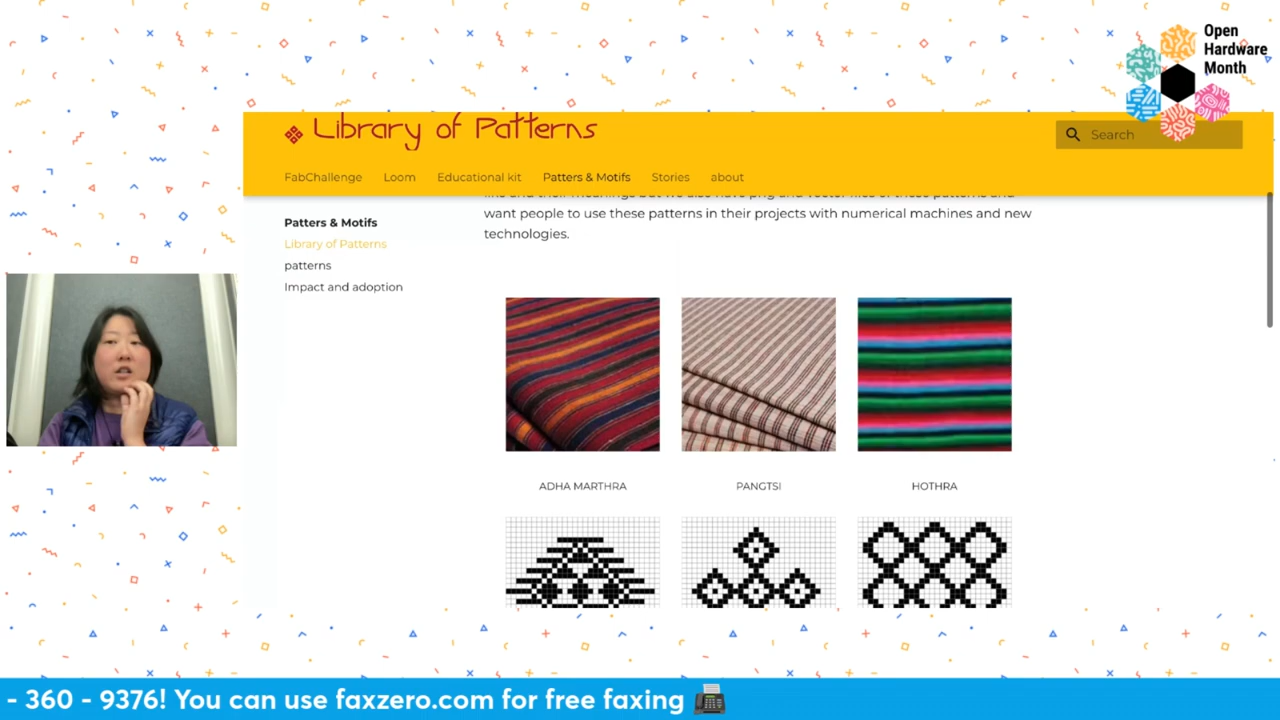 Open
Hardware
Month
Library of Patterns
Search
FabChallenge Loom Educational kit Patters & Motifs Stories about
Patters & Motifs
Library of Patterns
patterns
Impact and adoption
want people to use these patterns in their projects with numerical machines and new
technologies.
ADHA MARTHRA PANGTSI HOTHRA
- 360 - 9376! You can use faxzero.com for free faxing